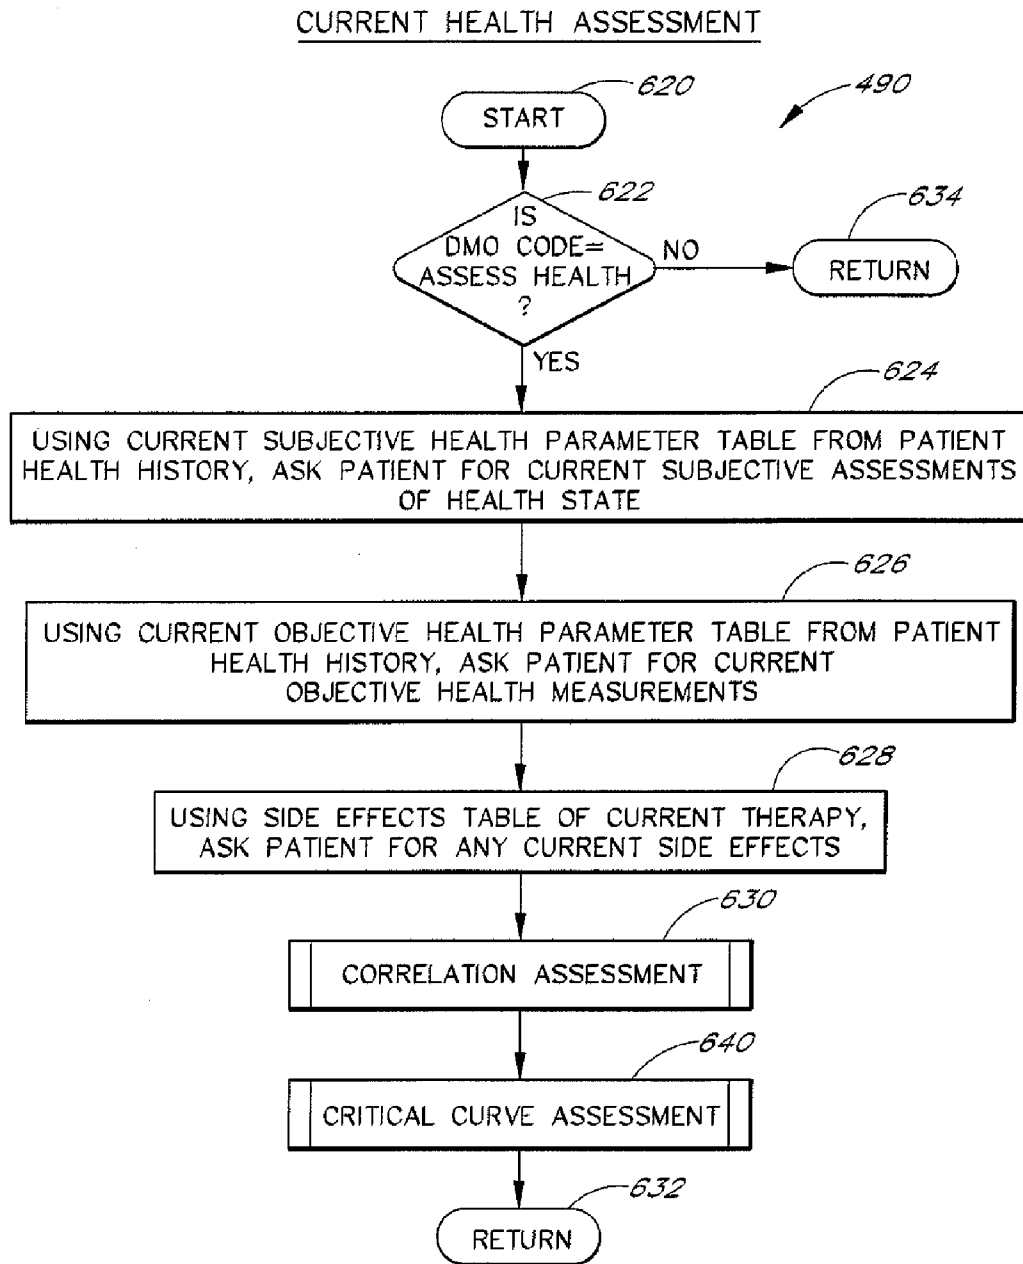 CURRENT HEALTH ASSESSMENT
620
START
490
622
IS
DMO CODE=
ASSESS HEALTH
?
NO
634
RETURN
YES
624
USING CURRENT SUBJECTIVE HEALTH PARAMETER TABLE FROM PATIENT
HEALTH HISTORY, ASK PATIENT FOR CURRENT SUBJECTIVE ASSESSMENTS
OF HEALTH STATE
626
USING CURRENT OBJECTIVE HEALTH PARAMETER TABLE FROM PATIENT
HEALTH HISTORY, ASK PATIENT FOR CURRENT
OBJECTIVE HEALTH MEASUREMENTS
628
USING SIDE EFFECTS TABLE OF CURRENT THERAPY,
ASK PATIENT FOR ANY CURRENT SIDE EFFECTS
630
CORRELATION ASSESSMENT
640
CRITICAL CURVE ASSESSMENT
632
RETURN